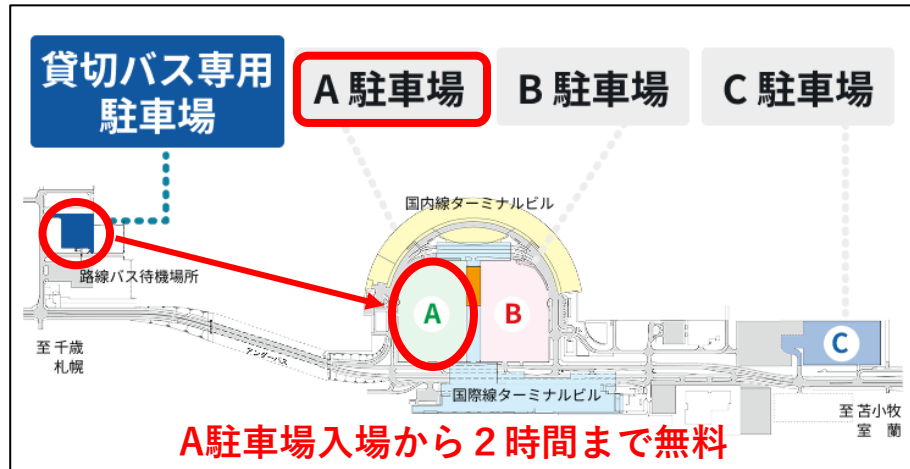 貸切バス専用
駐車場
A 駐車場
B 駐車場
C 駐車場
国内線ターミナルビル
路線バス待機場所
A
B
C
至 千歳
札幌
アンダーパス
国際線ターミナルビル
至 苫小牧
室 蘭
A駐車場入場から２時間まで無料